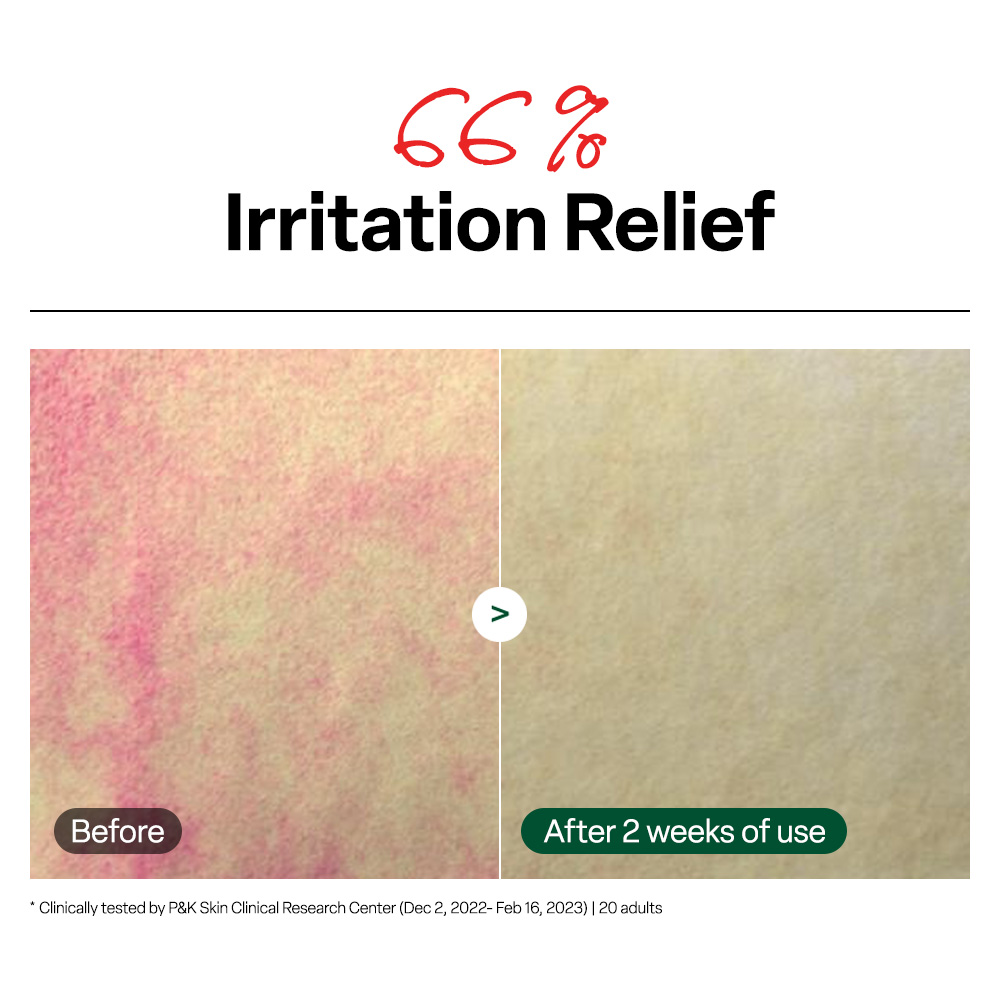 66%
Irritation Relief
>
Before
After 2 weeks of use
* Clinically tested by P&K Skin Clinical Research Center (Dec 2, 2022- Feb 16, 2023) | 20 adults